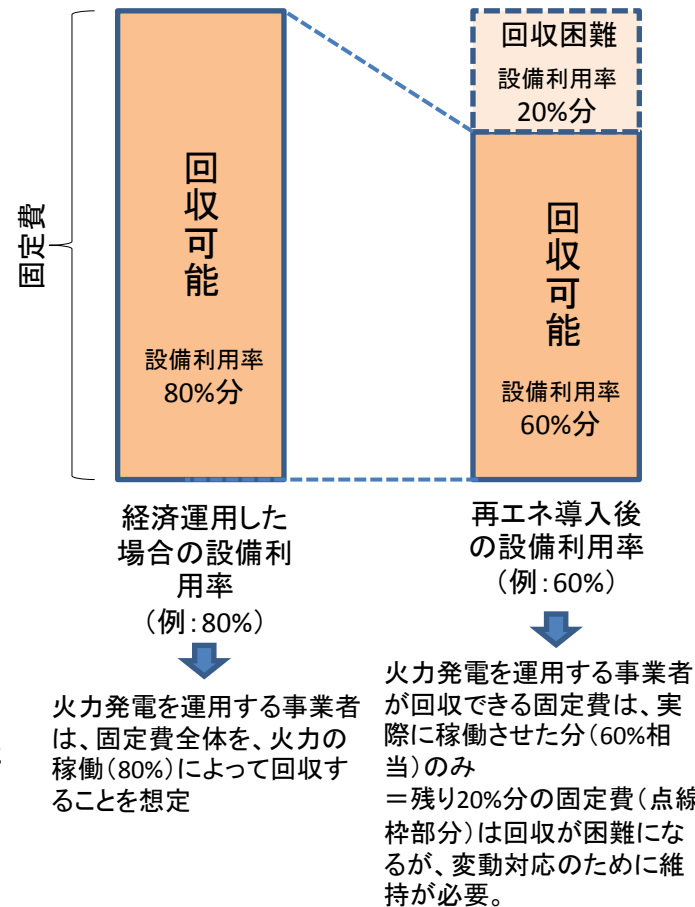 固定費
回収可能
設備利用率
80%分
回収困難
設備利用率
20%分
回収可能
設備利用率
60%分
経済運用した
場合の設備利
用率
（例：80%）
再エネ導入後
の設備利用率
（例：60%）
火力発電を運用する事業者
は、固定費全体を、火力の
稼働（80%）によって回収す
ることを想定
火力発電を運用する事業者
が回収できる固定費は、実
際に稼働させた分（60%相
当）のみ
＝残り20%分の固定費（点線
枠部分）は回収が困難にな
るが、変動対応のために維
持が必要。